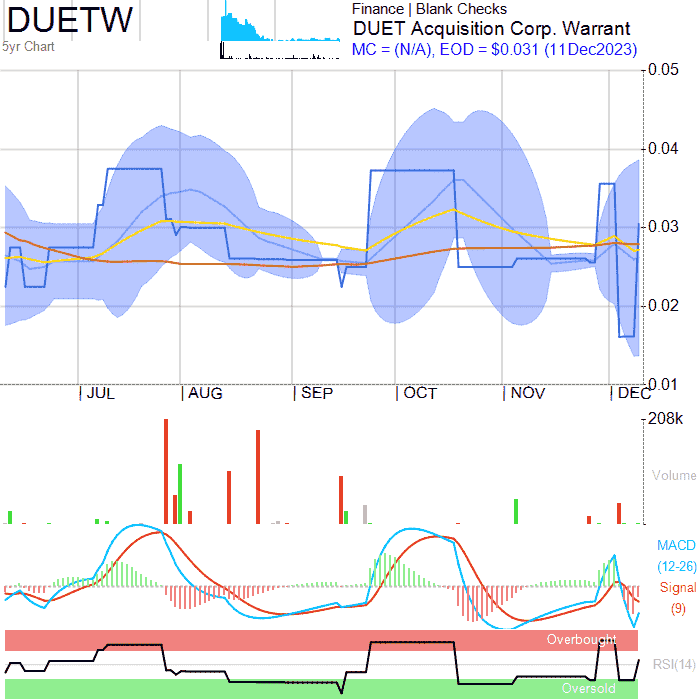 DUETW
5yr Chart
Finance | Blank Checks
DUET Acquisition Corp. Warrant
MC = (N/A), EOD = $0.031 (11Dec2023)
0.05
0.04
0.03
0.02
0.01
| JUL | AUG | SEP | OCT | NOV | DEC
208k
Volume
MACD
(12-26)
Signal
(9)
Overbought
RSI(14)
Oversold